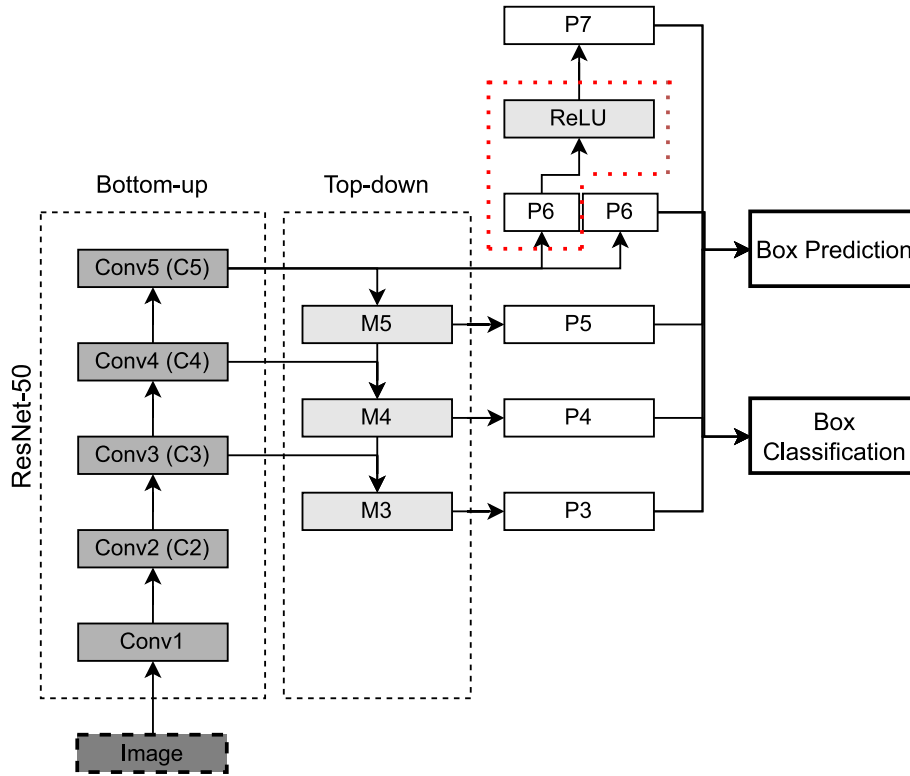 P7
ReLU
Bottom-up
Top-down
P6
P6
Box Prediction
Conv5 (C5)
M5
P5
Conv4 (C4)
M4
P4
Box
Classification
ResNet-50
Conv3 (C3)
M3
P3
Conv2 (C2)
Conv1
Image